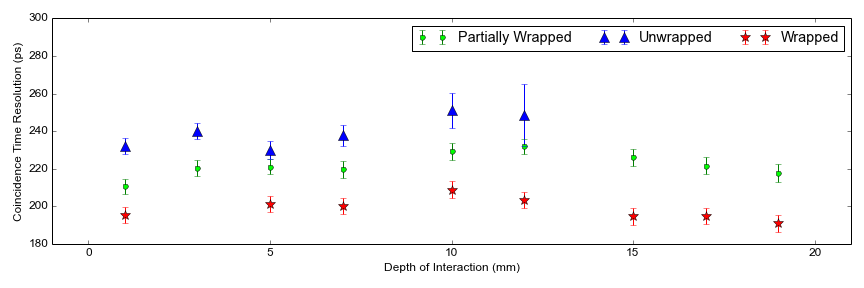 300
280
260
240
220
200
180
Coincidence Time Resolution (ps)
Partially Wrapped Unwrapped Wrapped
0 5 10 15 20
Depth of Interaction (mm)